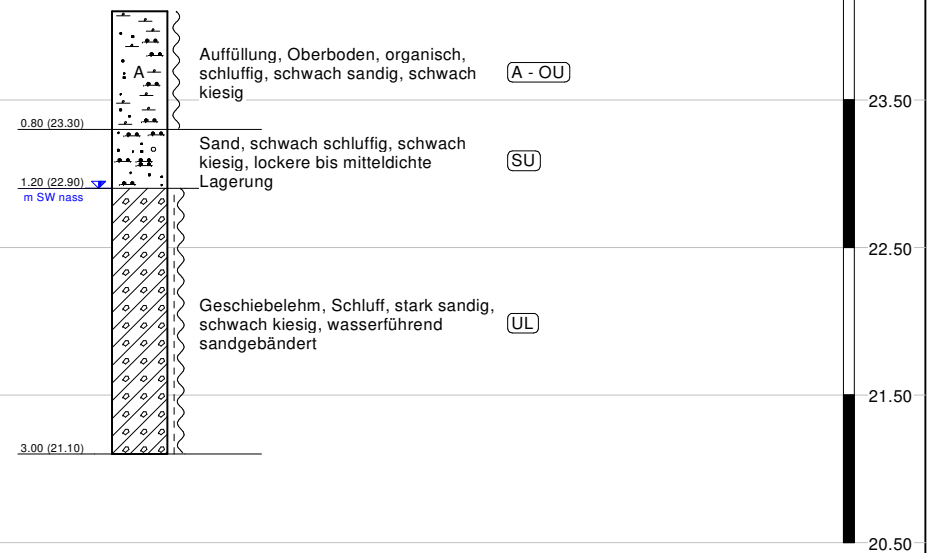 A
Auffüllung, Oberboden, organisch,
schluffig, schwach sandig, schwach
kiesig
A - OU
23.50
0.80 (23.30)
Sand, schwach schluffig, schwach
kiesig, lockere bis mitteldichte
Lagerung
SU
1.20 (22.90)
m SW nass
22.50
Geschiebelehm, Schluff, stark sandig,
schwach kiesig, wasserführend
sandgebändert
UL
21.50
3.00 (21.10)
20.50